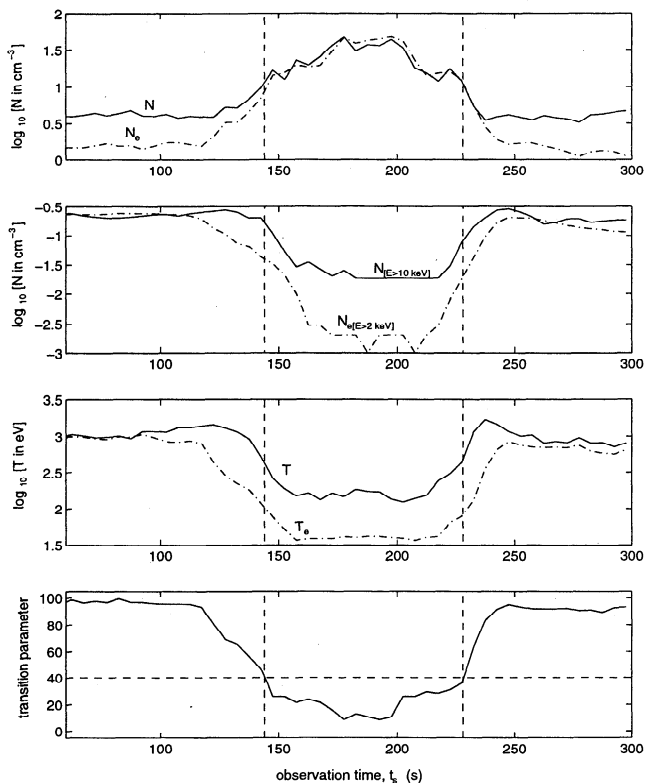 log 10 [N in cm-3]
2
1.5
1
0.5
0
N
Ne
100 150 200 250 300
log 10 [N in cm-3]
-0.5
-1
-1.5
-2
-2.5
-3
N[E>10 keV]
Ne[E>2 keV]
100 150 200 250 300
log 10 [T in eV]
3.5
3
2.5
2
1.5
T
Te
100 150 200 250 300
transition parameter
100
80
60
40
20
0
100 150 200 250 300
observation time, ts (s)